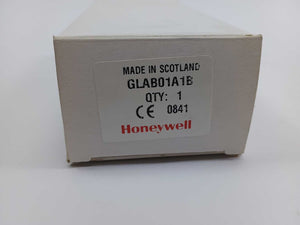 MADE IN SCOTLAND
GLAB01A1B
QTY: 1
CE 0841
Honeywell